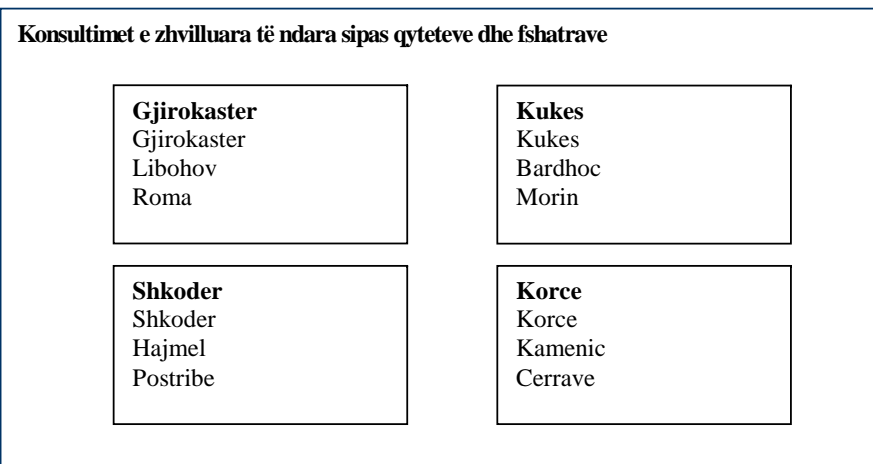 Konsultimet e zhvilluara të ndara sipas qyteteve dhe fshatrave
Gjirokaster
Gjirokaster
Libohov
Roma
Kukes
Kukes
Bardhoc
Morin
Shkoder
Shkoder
Hajmel
Postribe
Korce
Korce
Kamenic
Cerrave